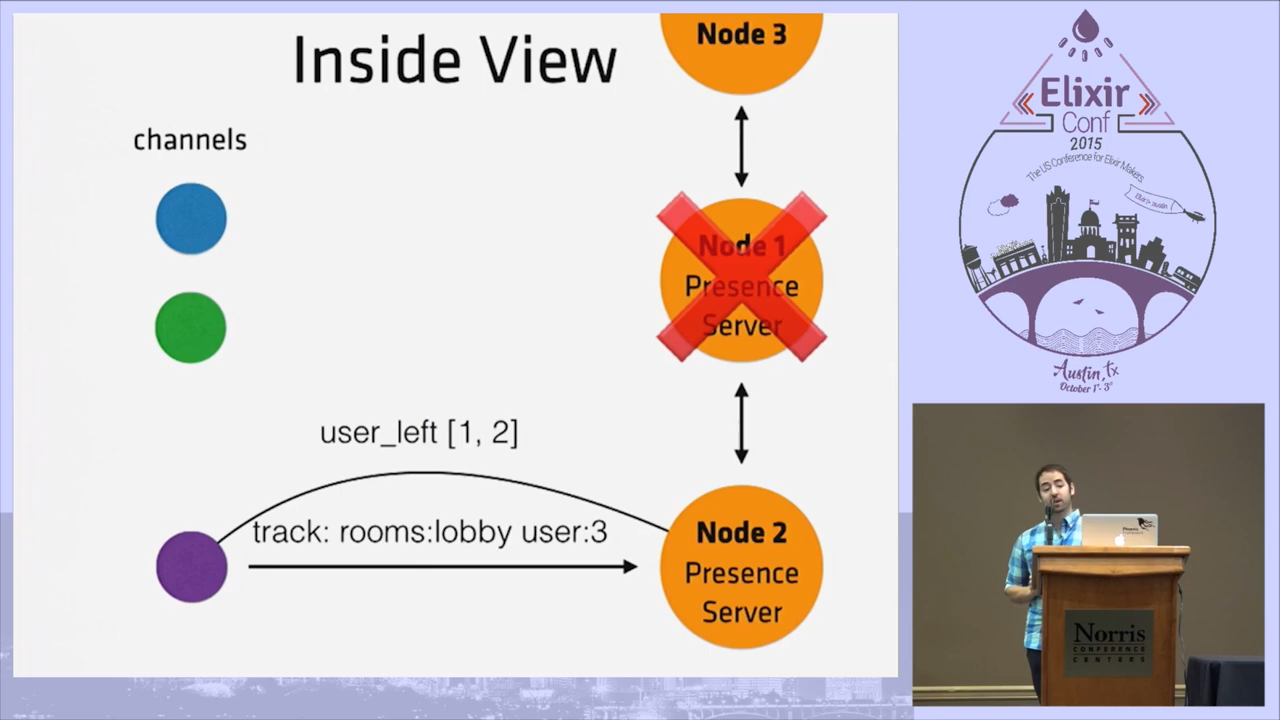 Inside View
Node 3
channels
Node 1
Presence
Server
user_left [1, 2]
track: rooms:lobby user:3
Node 2
Presence
Server
Elixir
Conf
2015
The US Conference for Elixir Makers
Austin, Tx
October 1st - 3rd
Norris
CONFERENCE
CENTERS